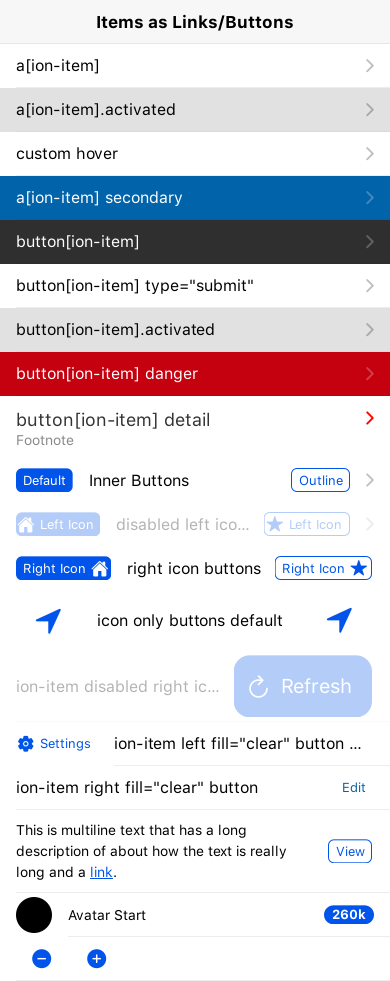 Items as Links/Buttons
a[ion-item]
a[ion-item].activated
custom hover
a[ion-item] secondary
button[ion-item]
button[ion-item] type="submit"
button[ion-item].activated
button[ion-item] danger
button[ion-item] detail
Footnote
Default Inner Buttons Outline
Left Icon disabled left ico... Left Icon
Right Icon right icon buttons Right Icon
icon only buttons default
ion-item disabled right ic... Refresh
Settings ion-item left fill="clear" button ...
ion-item right fill="clear" button Edit
This is multiline text that has a long
description of about how the text is really
long and a link.
View
Avatar Start 260k